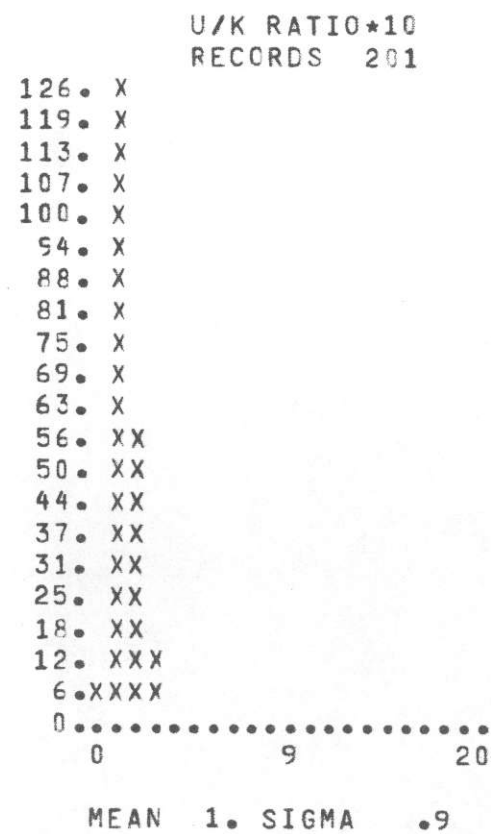 U/K RATIO*10
RECORDS 201
126. X
119. X
113. X
107. X
100. X
94. X
88. X
81. X
75. X
69. X
63. X
56. XX
50. XX
44. XX
37. XX
31. XX
25. XX
18. XX
12. XXX
6.XXXX
0....................
0 9 20
MEAN 1. SIGMA .9